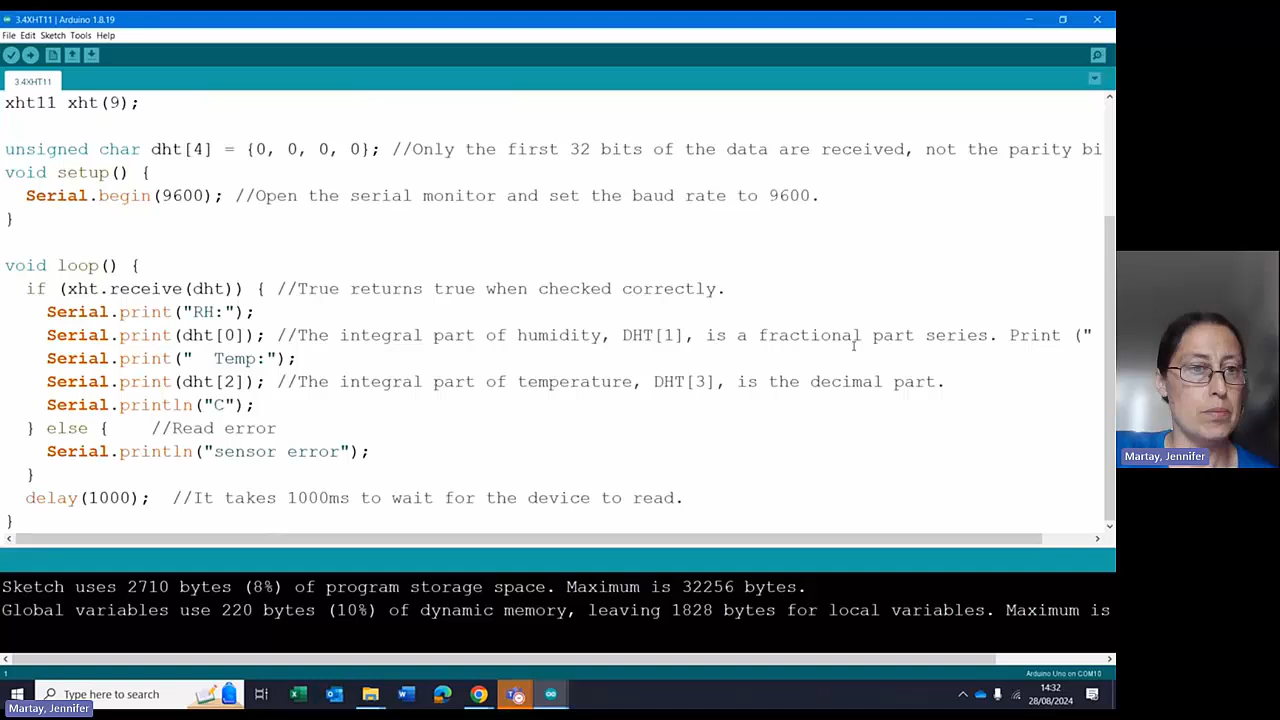 3.4XHT11 | Arduino 1.8.19
File Edit Sketch Tools Help
3.4XHT11
xht11 xht(9);
unsigned char dht[4] = {0, 0, 0, 0}; //Only the first 32 bits of the data are received, not the parity bi
void setup() {
Serial.begin(9600); //Open the serial monitor and set the baud rate to 9600.
}
void loop() {
if (xht.receive(dht)) { //True returns true when checked correctly.
Serial.print("RH:");
Serial.print(dht[0]); //The integral part of humidity, DHT[1], is a fractional part series. Print ("
Serial.print("  Temp:");
Serial.print(dht[2]); //The integral part of temperature, DHT[3], is the decimal part.
Serial.println("C");
} else {    //Read error
Serial.println("sensor error");
}
delay(1000);  //It takes 1000ms to wait for the device to read.
}
Sketch uses 2710 bytes (8%) of program storage space. Maximum is 32256 bytes.
Global variables use 220 bytes (10%) of dynamic memory, leaving 1828 bytes for local variables. Maximum is
1
Arduino Uno on COM10
Type here to search
14:32
28/08/2024
Martay, Jennifer
Martay, Jennifer